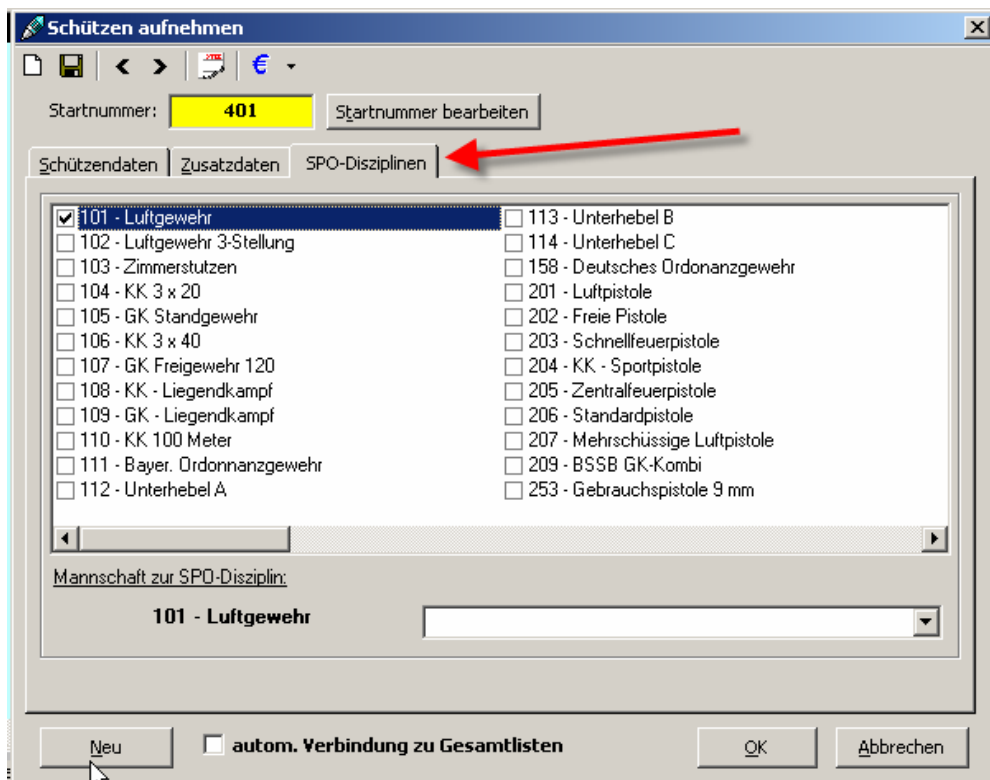 Schützen aufnehmen
€
Startnummer: 401 Startnummer bearbeiten
Schützendaten Zusatzdaten SPO-Disziplinen
101 - Luftgewehr
102 - Luftgewehr 3-Stellung
103 - Zimmerstutzen
104 - KK 3 x 20
105 - GK Standgewehr
106 - KK 3 x 40
107 - GK Freigewehr 120
108 - KK - Liegendkampf
109 - GK - Liegendkampf
110 - KK 100 Meter
111 - Bayer. Ordonnanzgewehr
112 - Unterhebel A
113 - Unterhebel B
114 - Unterhebel C
158 - Deutsches Ordonanzgewehr
201 - Luftpistole
202 - Freie Pistole
203 - Schnellfeuerpistole
204 - KK - Sportpistole
205 - Zentralfeuerpistole
206 - Standardpistole
207 - Mehrschüssige Luftpistole
209 - BSSB GK-Kombi
253 - Gebrauchspistole 9 mm
Mannschaft zur SPO-Disziplin:
101 - Luftgewehr
Neu autom. Verbindung zu Gesamtlisten OK Abbrechen